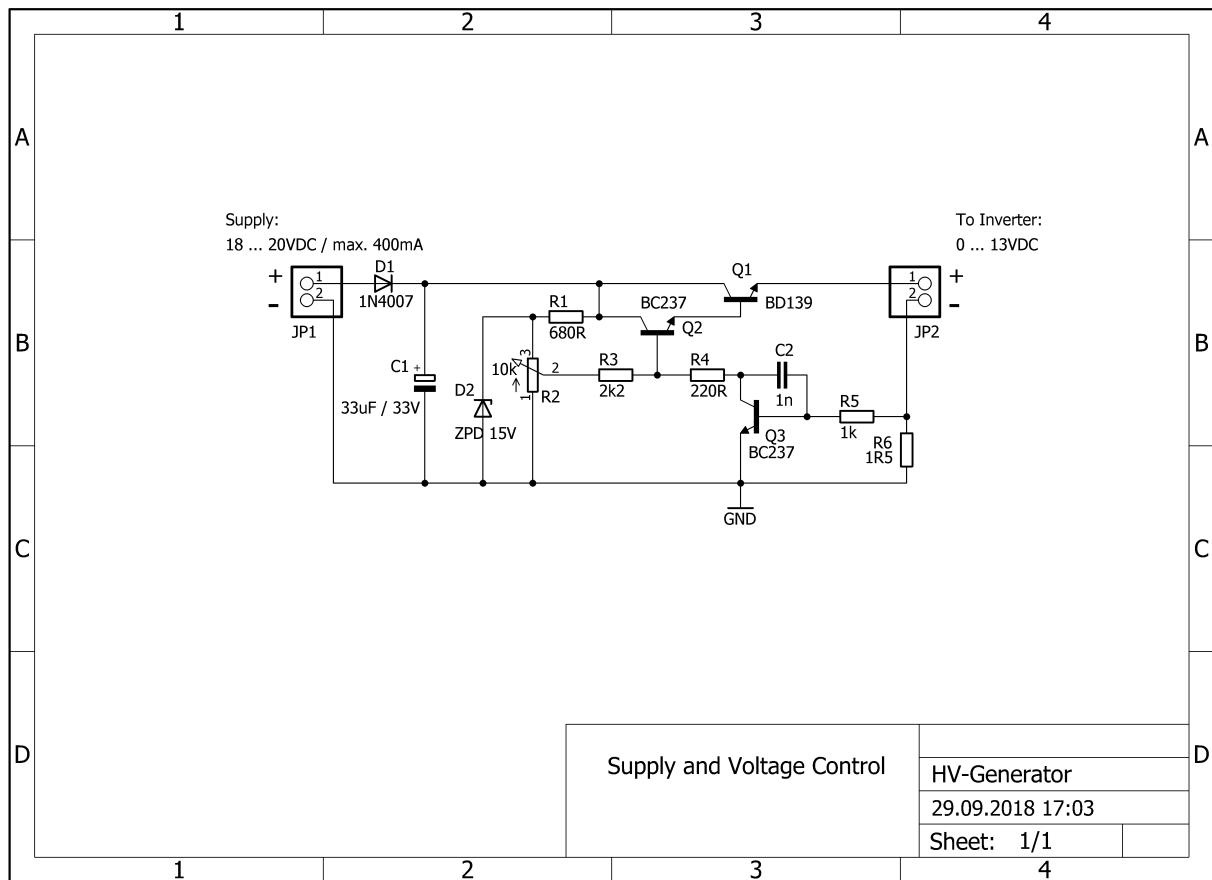 1 2 3 4
A A
Supply: To Inverter:
18 ... 20VDC / max. 400mA 0 ... 13VDC
+ D1 Q1 +
1 1
- 1N4007 BC237 BD139 -
2 2
JP1 R1 Q2 JP2
B 680R B
C1 + 10k 3 2 R3 R4 C2
1 R2 2k2 220R 1n
33uF / 33V D2 R5
ZPD 15V Q3 1k R6
BC237 1R5
GND
C C
D D
Supply and Voltage Control
HV-Generator
29.09.2018 17:03
Sheet: 1/1
1 2 3 4